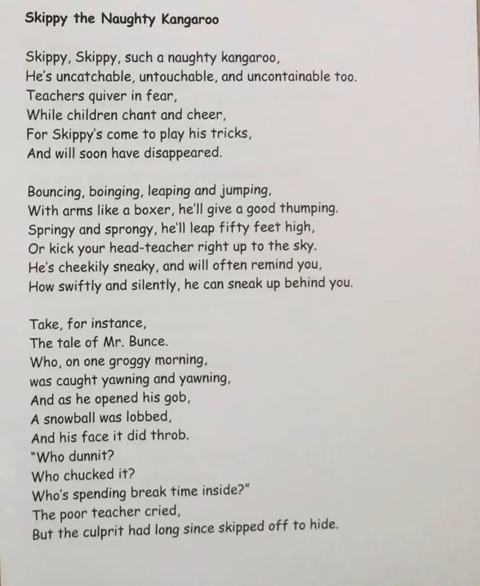 Skippy the Naughty Kangaroo
Skippy, Skippy, such a naughty kangaroo,
He's uncatchable, untouchable, and uncontainable too.
Teachers quiver in fear,
While children chant and cheer,
For Skippy's come to play his tricks,
And will soon have disappeared.
Bouncing, boinging, leaping and jumping,
With arms like a boxer, he'll give a good thumping.
Springy and sprongy, he'll leap fifty feet high,
Or kick your head-teacher right up to the sky.
He's cheekily sneaky, and will often remind you,
How swiftly and silently, he can sneak up behind you.
Take, for instance,
The tale of Mr. Bunce.
Who, on one groggy morning,
was caught yawning and yawning,
And as he opened his gob,
A snowball was lobbed,
And his face it did throb.
"Who dunnit?
Who chucked it?
Who's spending break time inside?"
The poor teacher cried,
But the culprit had long since skipped off to hide.